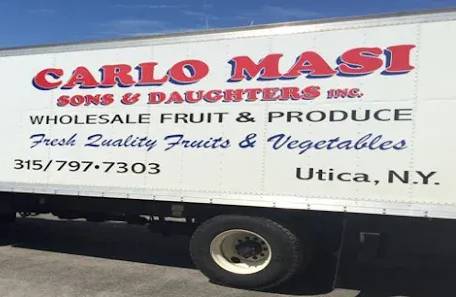 CARLO MASI
SONS & DAUGHTERS INC.
WHOLESALE FRUIT & PRODUCE
Fresh Quality Fruits & Vegetables
315/797•7303
Utica, N.Y.